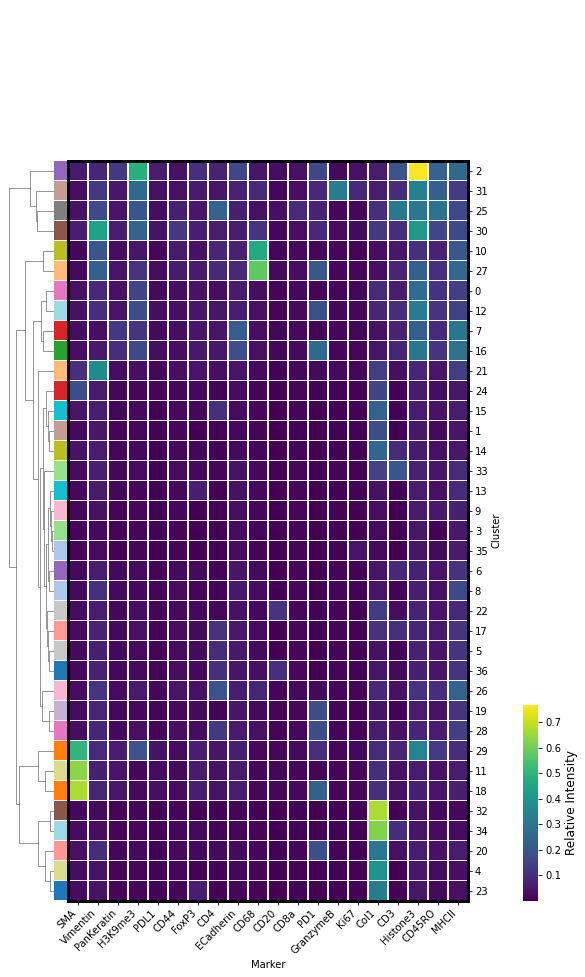 2
31
25
30
10
27
0
12
7
16
21
24
15
1
14
33
13
9
3
35
6
8
22
17
5
36
26
19
28
29
11
18
32
34
20
4
23
Cluster
SMA
Vimentin
PanKeratin
H3K9me3
PDL1
CD44
FoxP3
CD4
ECadherin
CD68
CD20
CD8a
PD1
GranzymeB
Ki67
Col1
CD3
Histone3
CD45RO
MHCII
Marker
0.7
0.6
0.5
0.4
0.3
0.2
0.1
Relative Intensity